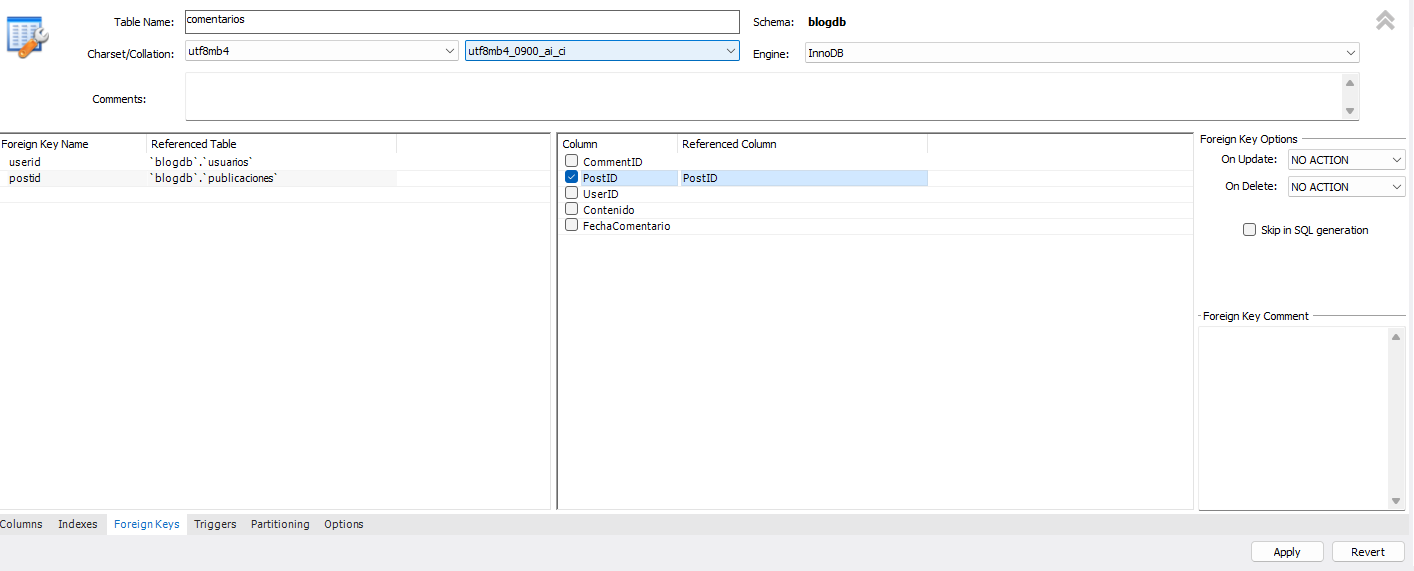 Table Name: comentarios Schema: blogdb
Charset/Collation: utf8mb4 utf8mb4_0900_ai_ci Engine: InnoDB
Comments:
Foreign Key Name Referenced Table
userid `blogdb`.`usuarios`
postid `blogdb`.`publicaciones`
Column Referenced Column
CommentID
PostID PostID
UserID
Contenido
FechaComentario
Foreign Key Options
On Update: NO ACTION
On Delete: NO ACTION
Skip in SQL generation
Foreign Key Comment
Columns Indexes Foreign Keys Triggers Partitioning Options
Apply Revert